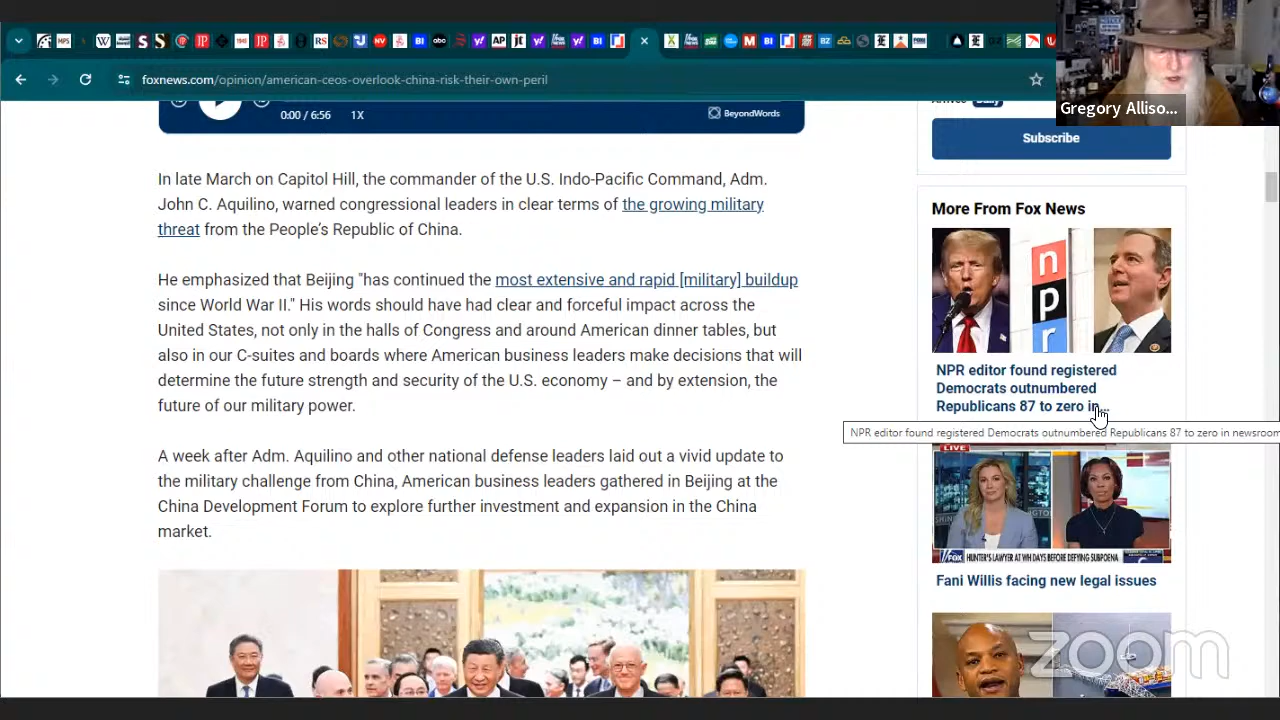 foxnews.com/opinion/american-ceos-overlook-china-risk-their-own-peril
Gregory Alliso...
0:00 / 6:56
1X
BeyondWords
Subscribe
In late March on Capitol Hill, the commander of the U.S. Indo-Pacific Command, Adm.
John C. Aquilino, warned congressional leaders in clear terms of the growing military
threat from the People's Republic of China.
He emphasized that Beijing "has continued the most extensive and rapid [military] buildup
since World War II." His words should have had clear and forceful impact across the
United States, not only in the halls of Congress and around American dinner tables, but
also in our C-suites and boards where American business leaders make decisions that will
determine the future strength and security of the U.S. economy – and by extension, the
future of our military power.
A week after Adm. Aquilino and other national defense leaders laid out a vivid update to
the military challenge from China, American business leaders gathered in Beijing at the
China Development Forum to explore further investment and expansion in the China
market.
More From Fox News
npr
NPR editor found registered
Democrats outnumbered
Republicans 87 to zero in...
NPR editor found registered Democrats outnumbered Republicans 87 to zero in newsroom
LIVE
HUNTER'S LAWYER AT WH DAYS BEFORE DEFYING SUBPOENA
Fani Willis facing new legal issues
zoom